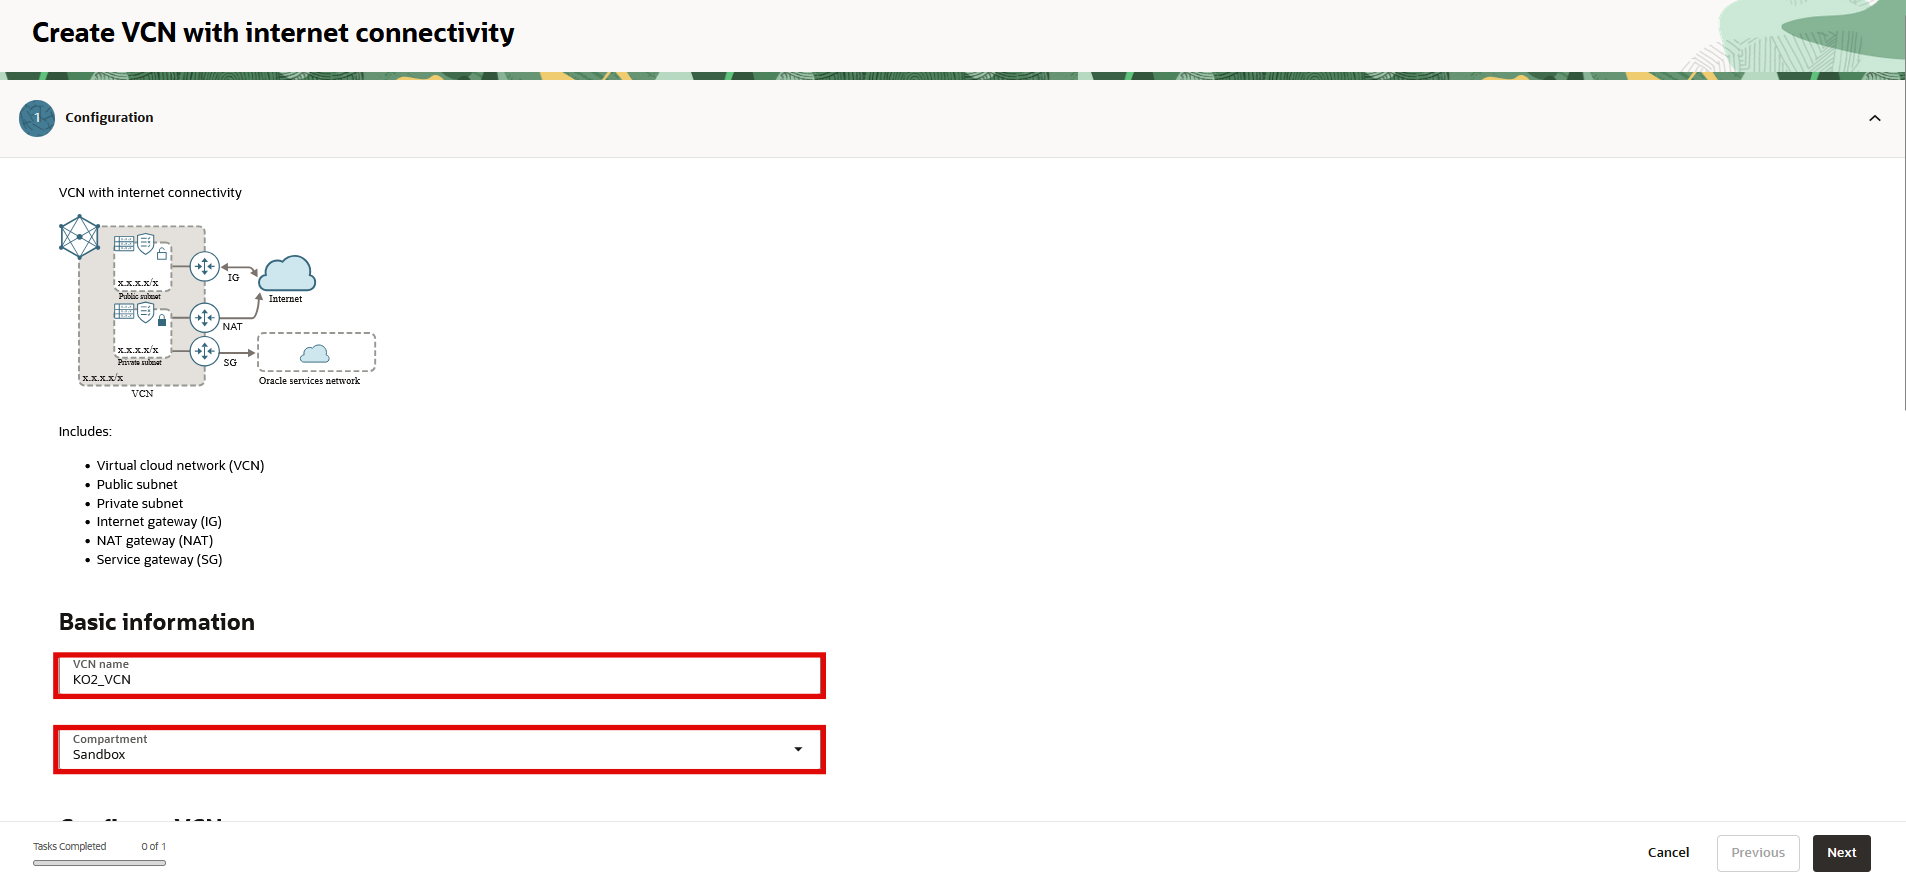 Create VCN with internet connectivity
1 Configuration
VCN with internet connectivity
x.x.x.x/x
Public subnet
IG
Internet
NAT
x.x.x.x/x
Private subnet
SG
x.x.x.x/x
Oracle services network
VCN
Includes:
• Virtual cloud network (VCN)
• Public subnet
• Private subnet
• Internet gateway (IG)
• NAT gateway (NAT)
• Service gateway (SG)
Basic information
VCN name
KO2_VCN
Compartment
Sandbox
Tasks Completed 0 of 1
Cancel Previous Next